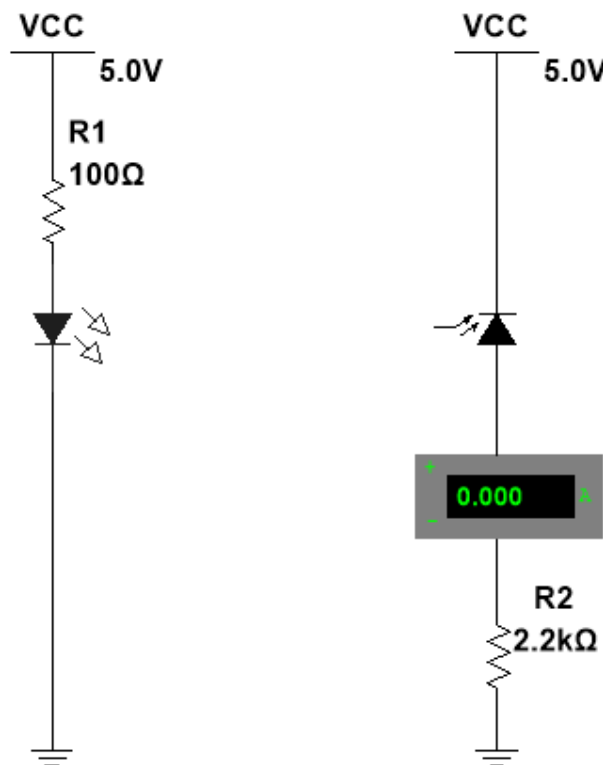 VCC
5.0V
R1
100Ω
VCC
5.0V
+
0.000 A
-
R2
2.2kΩ